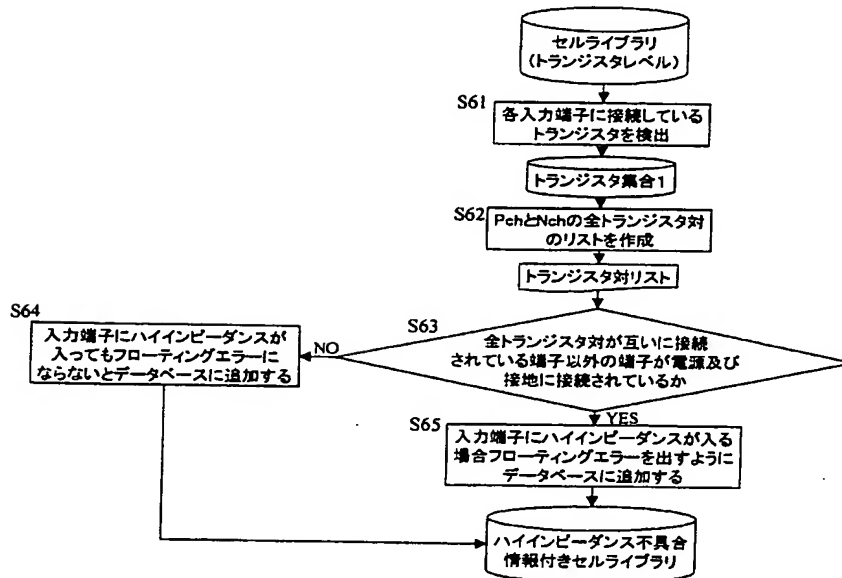 セルライブラリ
(トランジスタレベル)
S61
各入力端子に接続している
トランジスタを検出
トランジスタ集合1
S62
PchとNchの全トランジスタ対
のリストを作成
トランジスタ対リスト
S63
全トランジスタ対が互いに接続
されている端子以外の端子が電源及び
接地に接続されているか
NO
S64
入力端子にハイインピーダンスが
入ってもフローティングエラーに
ならないとデータベースに追加する
YES
S65
入力端子にハイインピーダンスが入る
場合フローティングエラーを出すように
データベースに追加する
ハイインピーダンス不具合
情報付きセルライブラリ